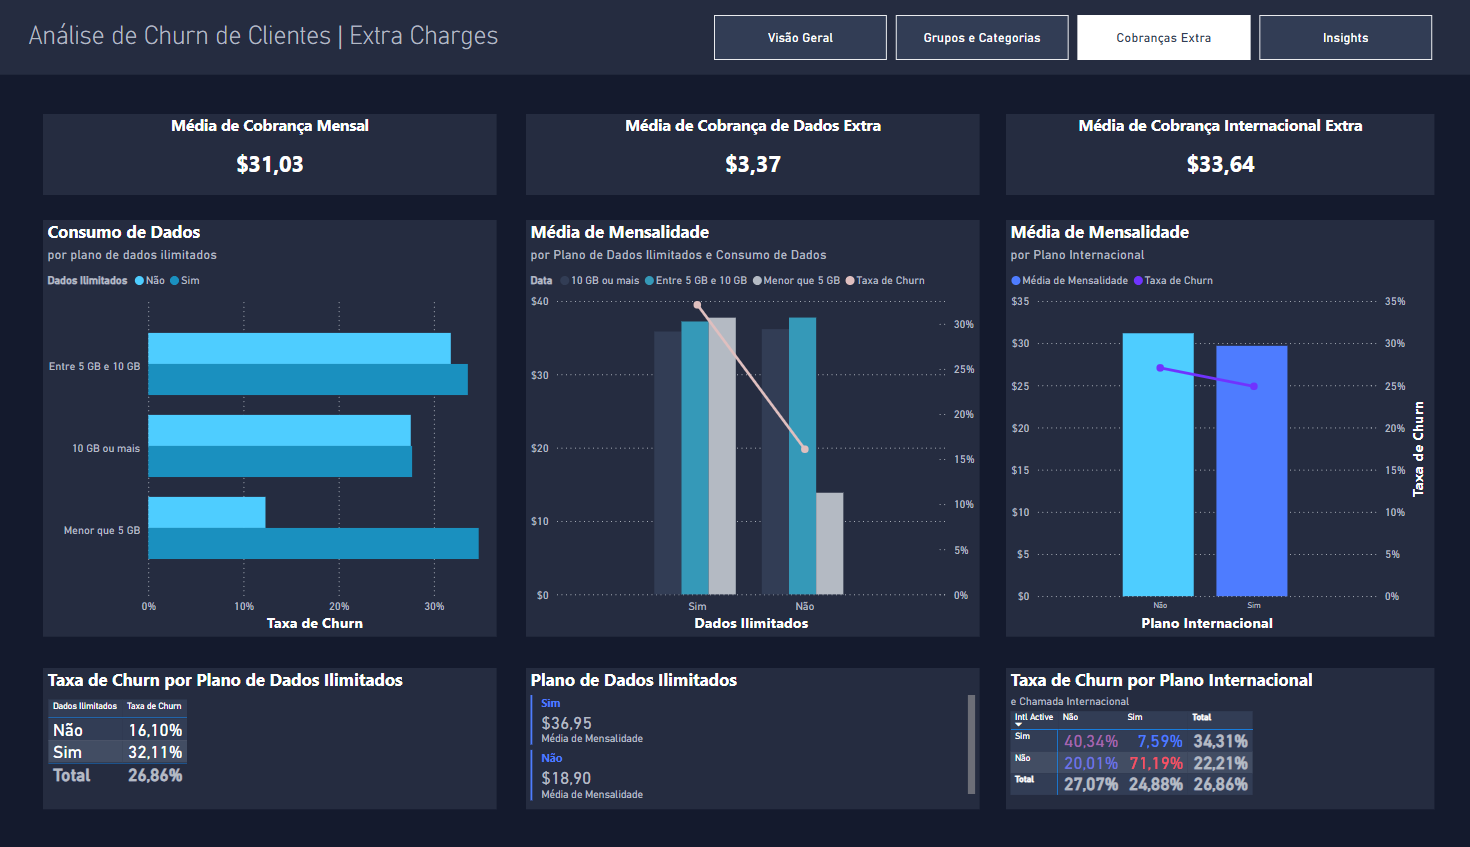 Análise de Churn de Clientes | Extra Charges
Visão Geral
Grupos e Categorias
Cobranças Extra
Insights
Média de Cobrança Mensal
$31,03
Média de Cobrança de Dados Extra
$3,37
Média de Cobrança Internacional Extra
$33,64
Consumo de Dados
por plano de dados ilimitados
Dados Ilimitados Não Sim
Entre 5 GB e 10 GB
10 GB ou mais
Menor que 5 GB
0% 10% 20% 30%
Taxa de Churn
Média de Mensalidade
por Plano de Dados Ilimitados e Consumo de Dados
Data 10 GB ou mais Entre 5 GB e 10 GB Menor que 5 GB Taxa de Churn
$40
$30
$20
$10
$0
30%
25%
20%
15%
10%
5%
0%
Sim Não
Dados Ilimitados
Média de Mensalidade
por Plano Internacional
Média de Mensalidade Taxa de Churn
$35
$30
$25
$20
$15
$10
$5
$0
35%
30%
25%
20%
15%
10%
5%
0%
Taxa de Churn
Não Sim
Plano Internacional
Taxa de Churn por Plano de Dados Ilimitados
Dados Ilimitados Taxa de Churn
Não 16,10%
Sim 32,11%
Total 26,86%
Plano de Dados Ilimitados
Sim
$36,95
Média de Mensalidade
Não
$18,90
Média de Mensalidade
Taxa de Churn por Plano Internacional
e Chamada Internacional
Intl Active Não Sim Total
Sim 40,34% 7,59% 34,31%
Não 20,01% 71,19% 22,21%
Total 27,07% 24,88% 26,86%